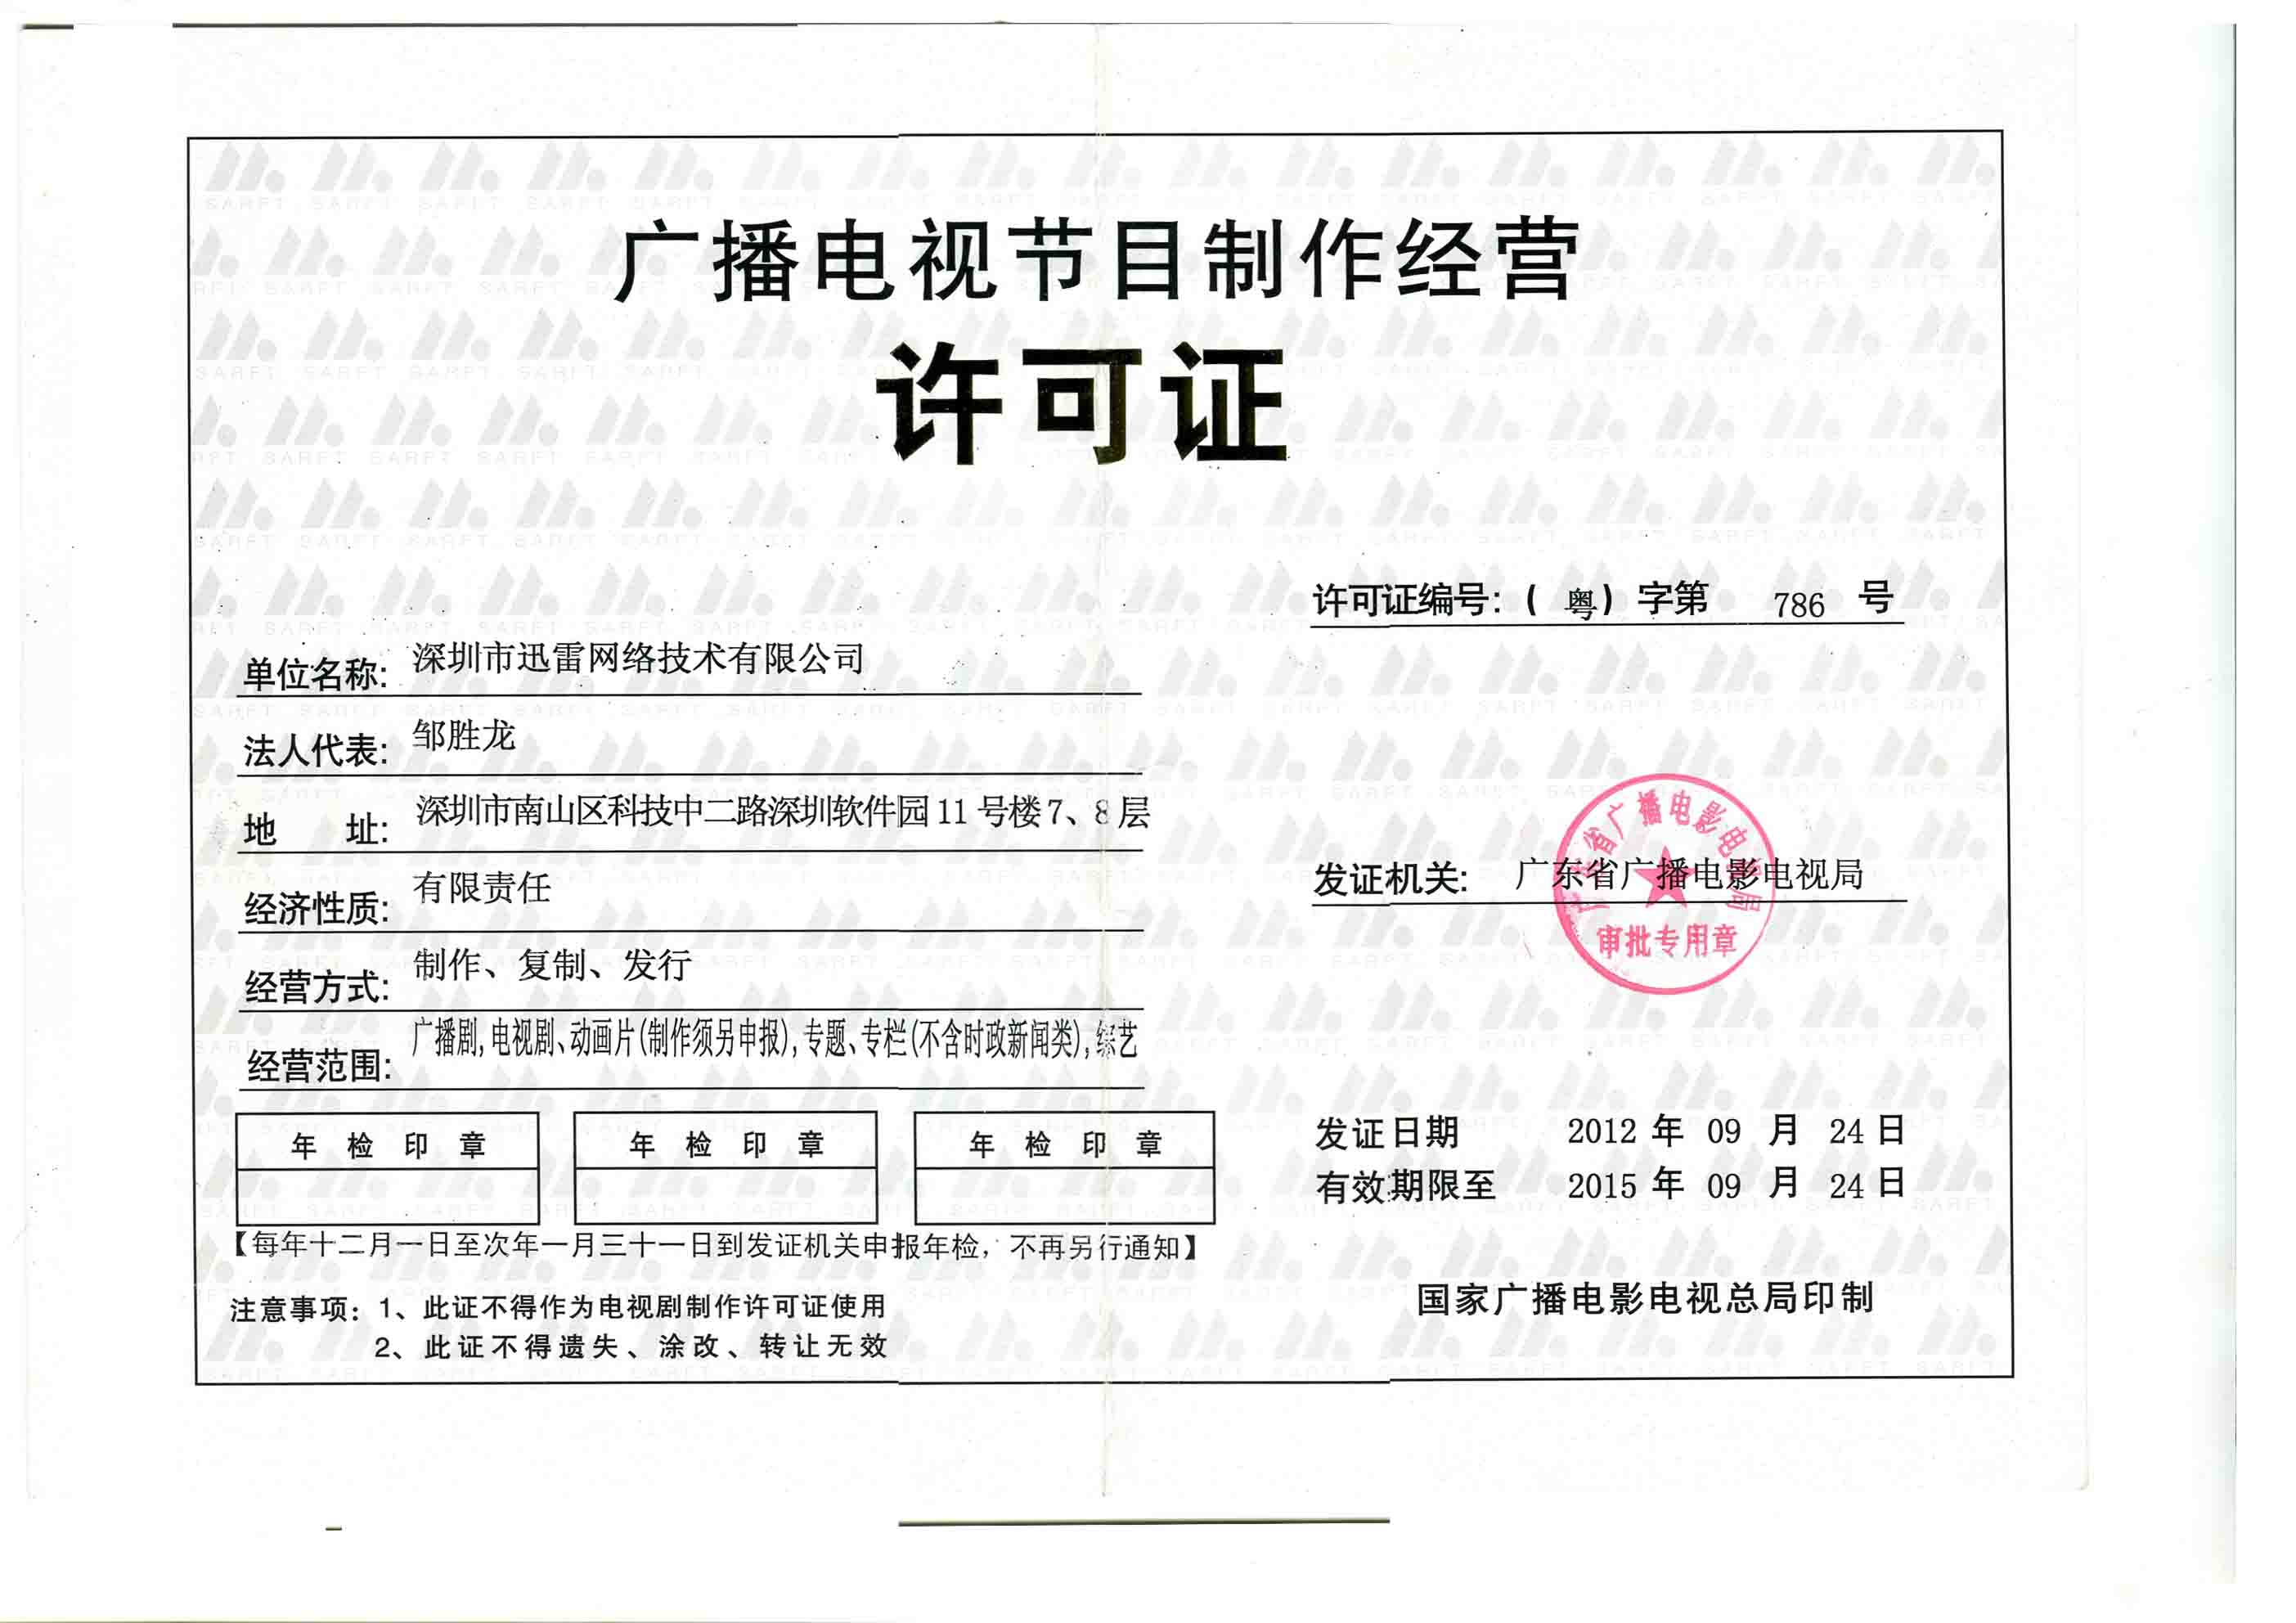 广播电视节目制作经营
许可证
许可证编号：（粤）字第 786 号
单位名称: 深圳市迅雷网络技术有限公司
法人代表: 邹胜龙
地 址: 深圳市南山区科技中二路深圳软件园11号楼7、8层
经济性质: 有限责任
经营方式: 制作、复制、发行
经营范围: 广播剧,电视剧、动画片(制作须另申报),专题、专栏(不含时政新闻类),综艺
年检印章 年检印章 年检印章
【每年十二月一日至次年一月三十一日到发证机关申报年检，不再另行通知】
注意事项：1、此证不得作为电视剧制作许可证使用
2、此证不得遗失、涂改、转让无效
发证机关: 广东省广播电影电视局
广东省广播电影电视局
审批专用章
发证日期 2012 年 09 月 24 日
有效期限至 2015 年 09 月 24 日
国家广播电影电视总局印制
SARFT